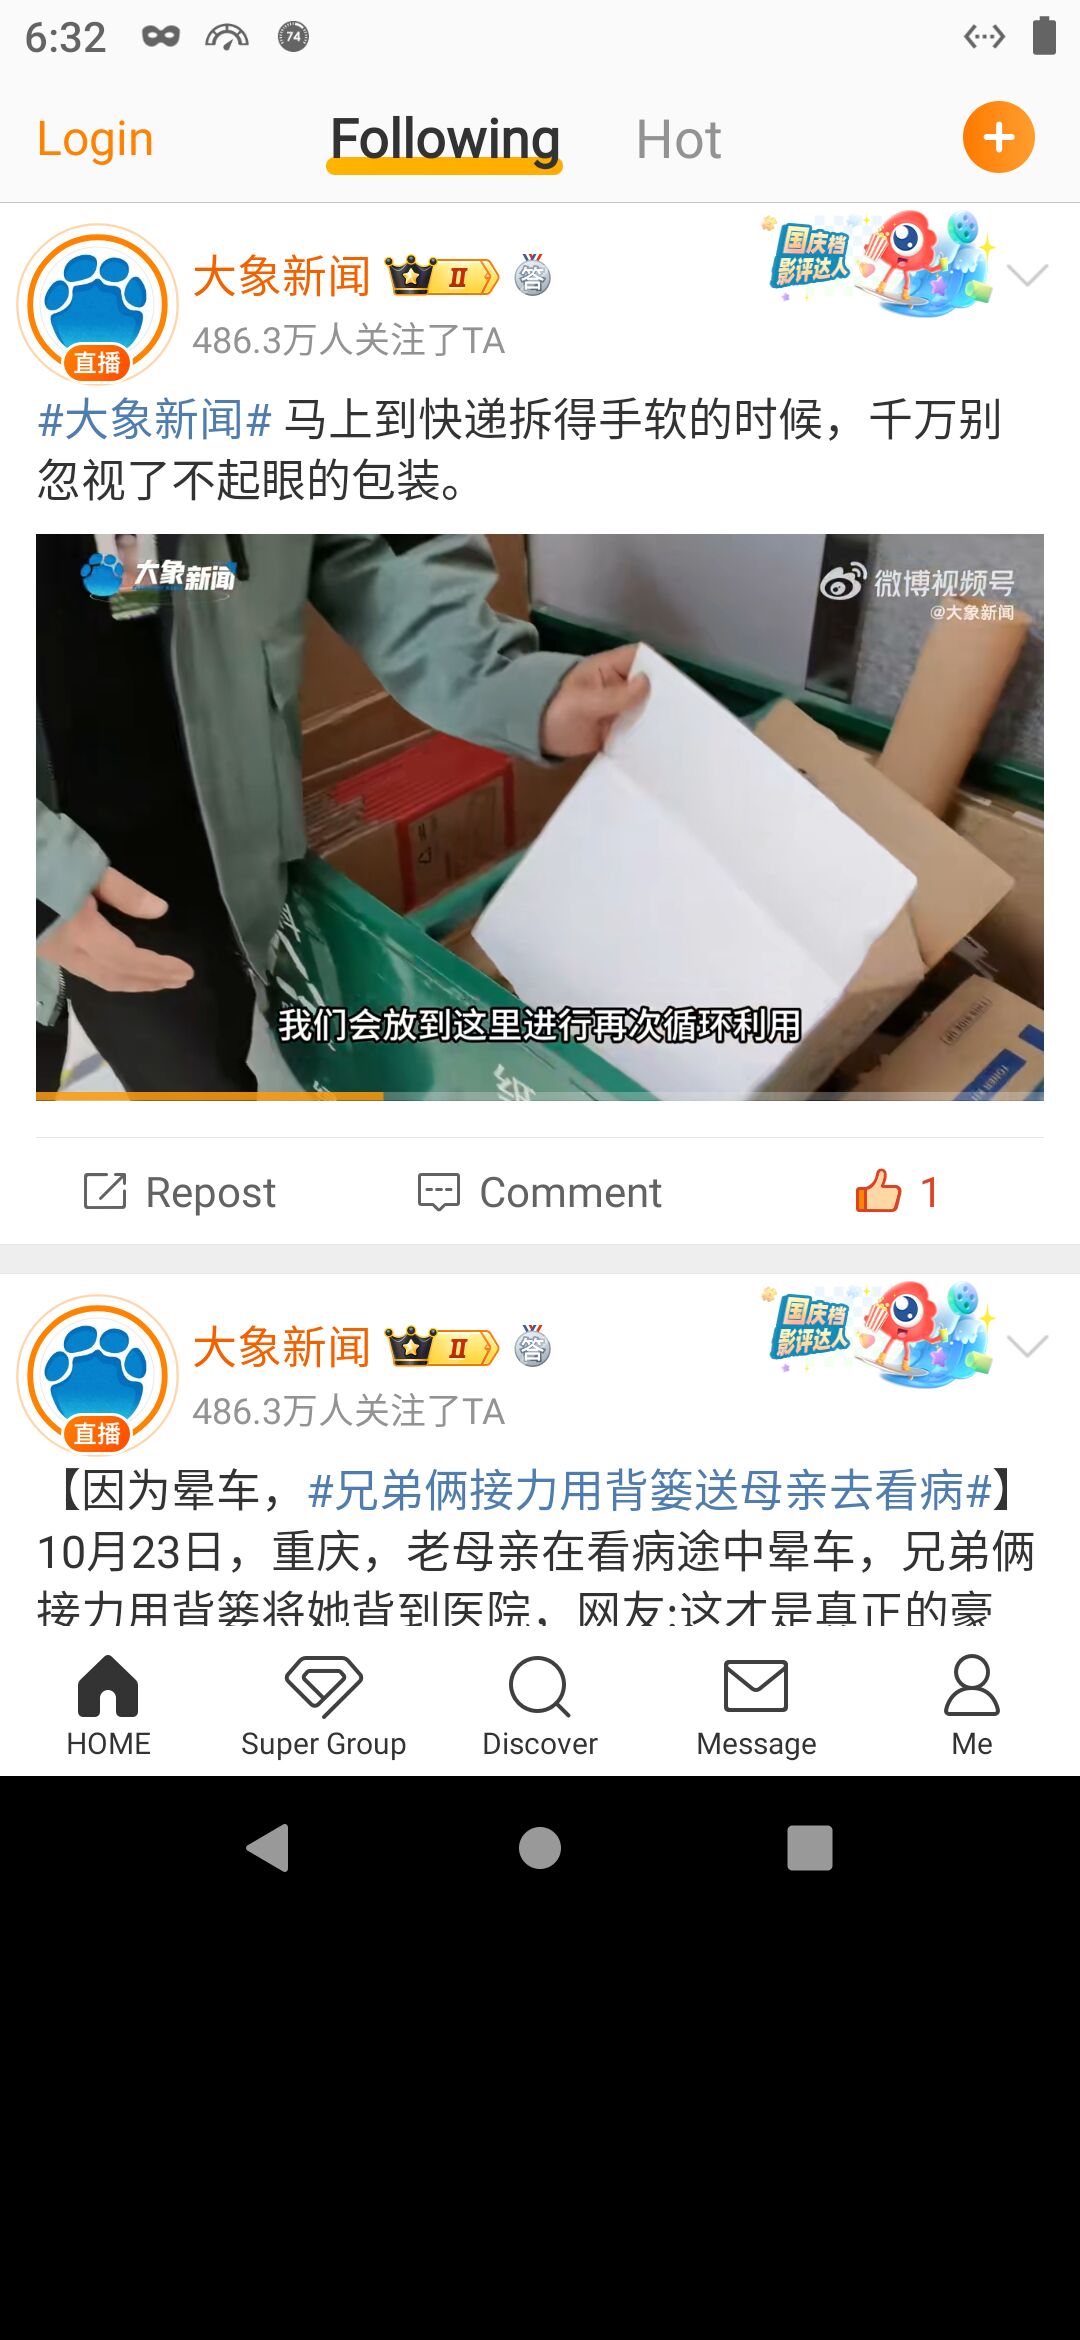 6:32
74
Login
Following
Hot
国庆档
影评达人
大象新闻
II
答
486.3万人关注了TA
直播
#大象新闻# 马上到快递拆得手软的时候，千万别
忽视了不起眼的包装。
大象新闻
微博视频号
@大象新闻
我们会放到这里进行再次循环利用
Repost
Comment
1
国庆档
影评达人
大象新闻
II
答
486.3万人关注了TA
直播
【因为晕车，#兄弟俩接力用背篓送母亲去看病#】
10月23日，重庆，老母亲在看病途中晕车，兄弟俩
接力用背篓将她背到医院，网友:这才是真正的豪
HOME
Super Group
Discover
Message
Me